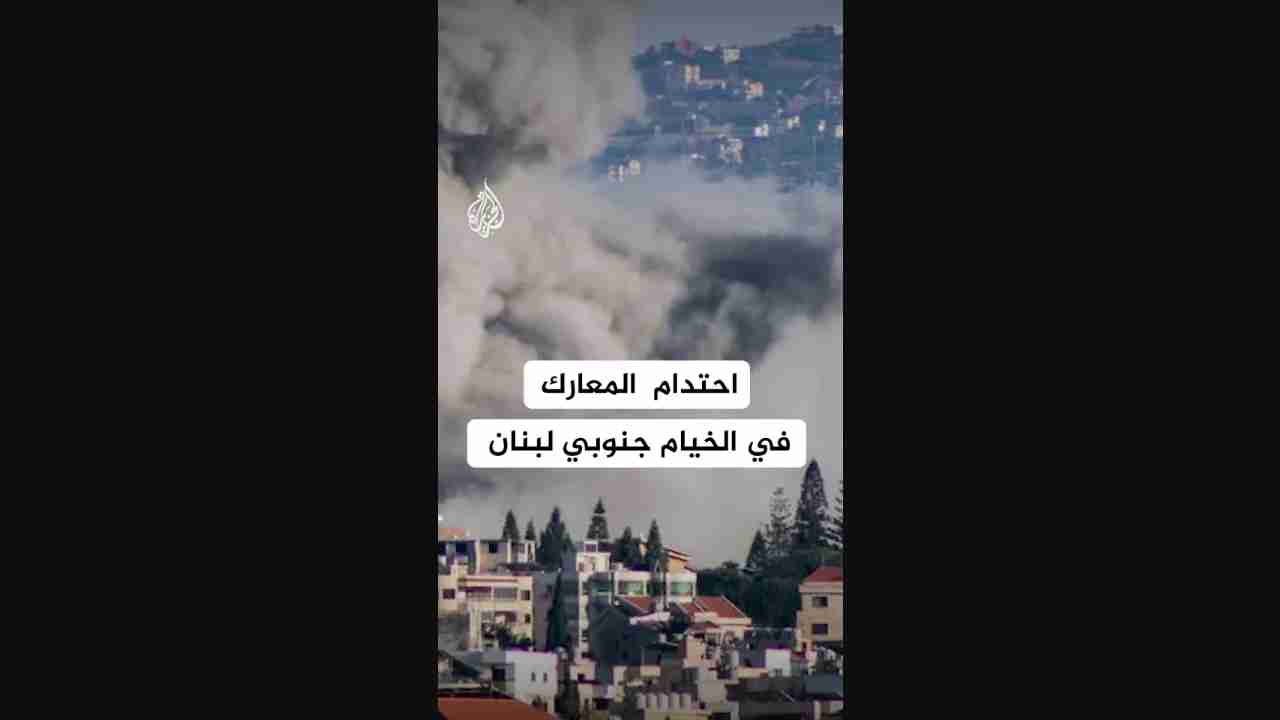 احتدام المعارك
في الخيام جنوبي لبنان